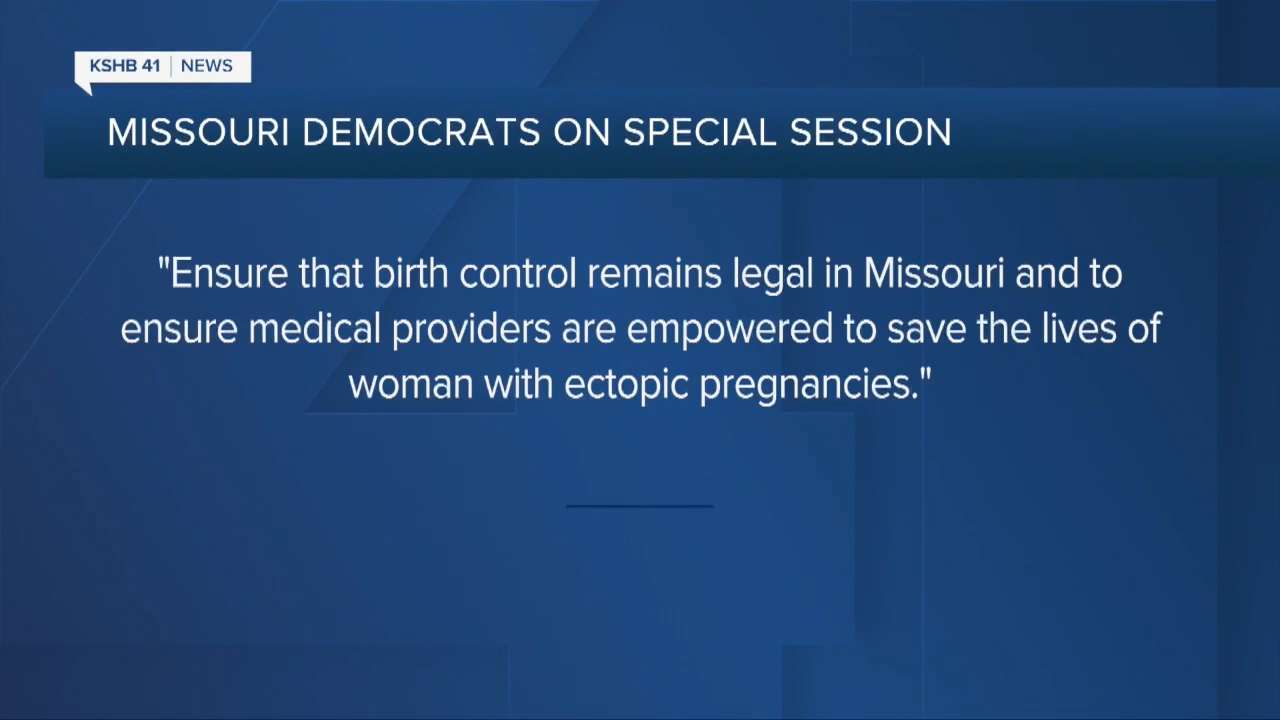 KSHB 41 | NEWS
MISSOURI DEMOCRATS ON SPECIAL SESSION
"Ensure that birth control remains legal in Missouri and to
ensure medical providers are empowered to save the lives of
woman with ectopic pregnancies."